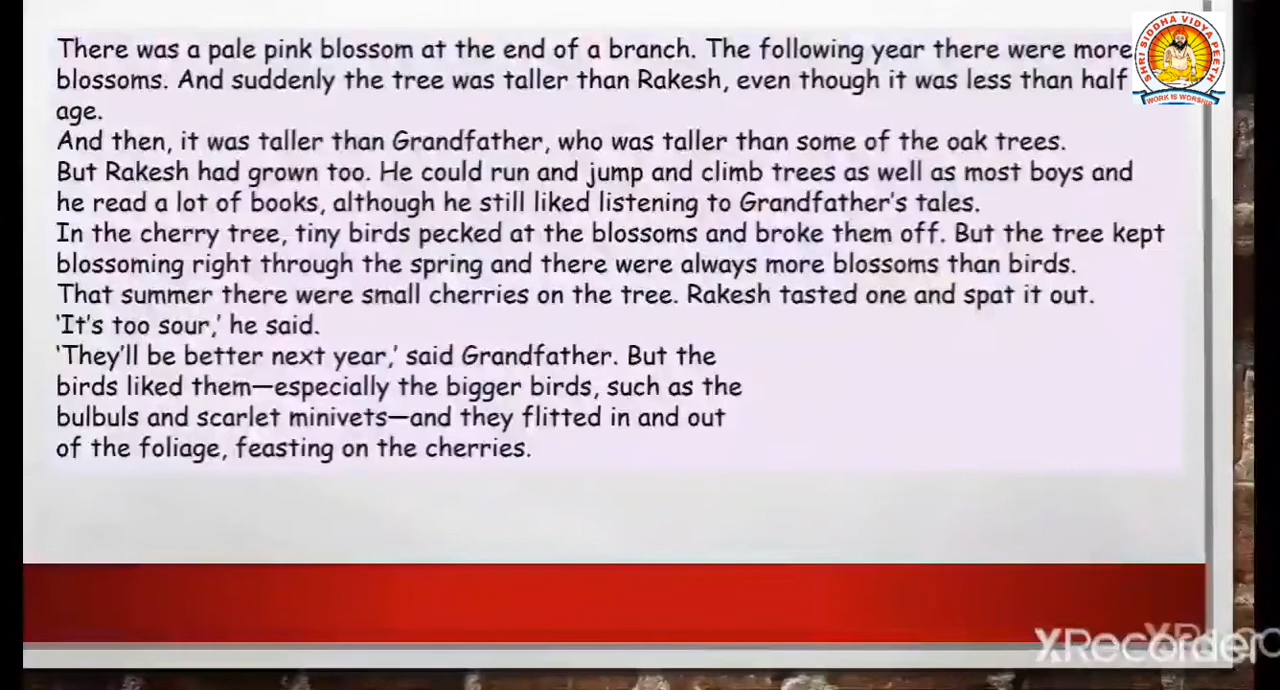 There was a pale pink blossom at the end of a branch. The following year there were more
blossoms. And suddenly the tree was taller than Rakesh, even though it was less than half
age.
And then, it was taller than Grandfather, who was taller than some of the oak trees.
But Rakesh had grown too. He could run and jump and climb trees as well as most boys and
he read a lot of books, although he still liked listening to Grandfather's tales.
In the cherry tree, tiny birds pecked at the blossoms and broke them off. But the tree kept
blossoming right through the spring and there were always more blossoms than birds.
That summer there were small cherries on the tree. Rakesh tasted one and spat it out.
'It's too sour,' he said.
'They'll be better next year,' said Grandfather. But the
birds liked them—especially the bigger birds, such as the
bulbuls and scarlet minivets—and they flitted in and out
of the foliage, feasting on the cherries.
SHRI SIDDHA VIDYA PEETH
WORK IS WORSHIP
XRecorder